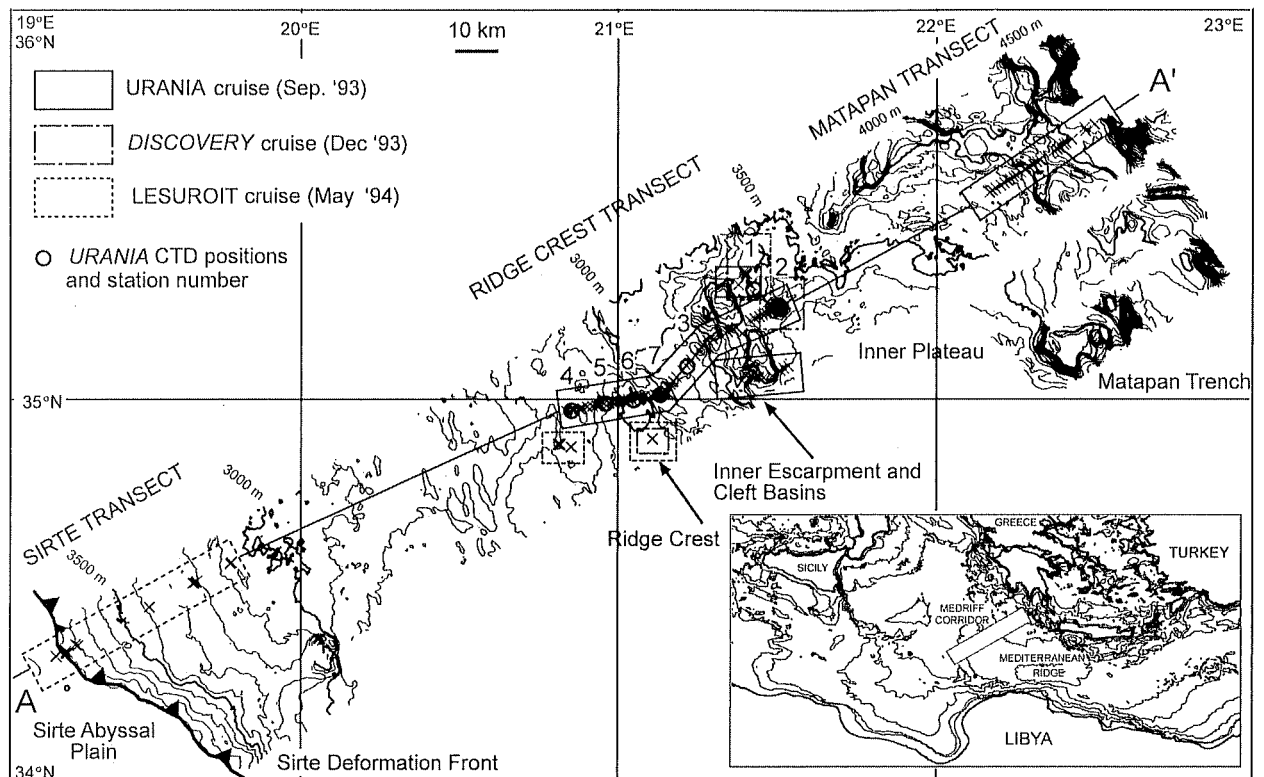 19°E
36°N
20°E
10 km
21°E
22°E
23°E
URANIA cruise (Sep. '93)
DISCOVERY cruise (Dec '93)
LESUROIT cruise (May '94)
URANIA CTD positions
and station number
MATAPAN TRANSECT
4500 m
4000 m
A'
RIDGE CREST TRANSECT
3500 m
3000 m
1
2
3
4
5
6
7
35°N
Inner Plateau
Matapan Trench
Inner Escarpment and
Cleft Basins
Ridge Crest
SIRTE TRANSECT
3000 m
3500 m
A
Sirte Abyssal
Plain
Sirte Deformation Front
34°N
GREECE
TURKEY
SICILY
MEDRIFF
CORRIDOR
MEDITERRANEAN
RIDGE
LIBYA